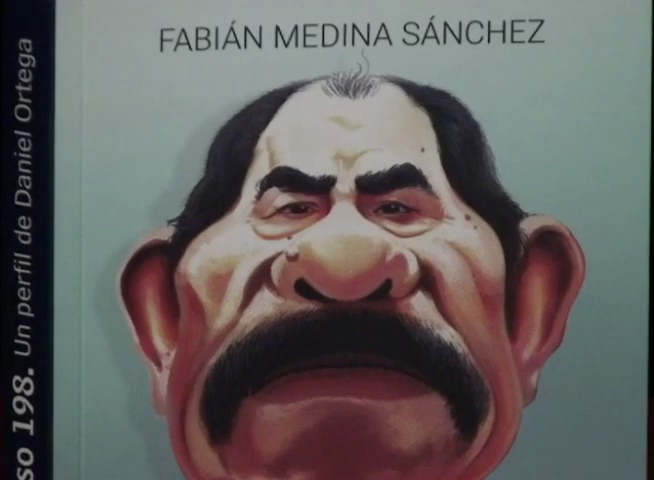 FABIÁN MEDINA SÁNCHEZ
so 198. Un perfil de Daniel Ortega